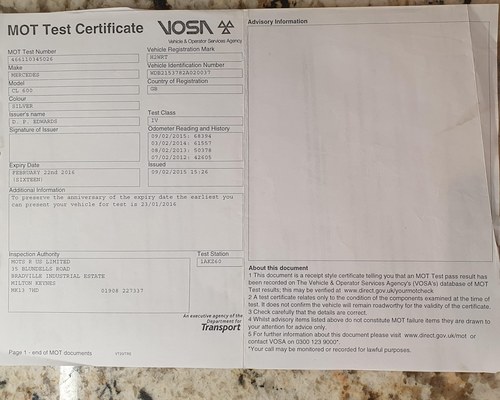 MOT Test Certificate
VOSA
Vehicle & Operator Services Agency
MOT Test Number
Vehicle Registration Mark
464110345026
H2WRT
Make
Vehicle Identification Number
MERCEDES
WDB2153782A020037
Model
Country of Registration
CL 600
GB
Colour
SILVER
Issuer's name
Test Class
D. P. EDWARDS
IV
Signature of Issuer
Odometer Reading and History
09/02/2015: 68394
03/02/2014: 61557
08/02/2013: 50378
07/02/2012: 42605
Expiry Date
Issued
FEBRUARY 22nd 2016
(SIXTEEN)
09/02/2015 15:26
Additional Information
To preserve the anniversary of the expiry date the earliest you
can present your vehicle for test is 23/01/2016
Inspection Authority
Test Station
MOTS R US LIMITED
35 BLUNDELLS ROAD
BRADVILLE INDUSTRIAL ESTATE
MILTON KEYNES
MK13 7HD 01908 227337
An executive agency of the
Department for
Transport
Page 1 - end of MOT documents
Advisory Information
About this document
1 This document is a receipt style certificate telling you that an MOT Test pass result has
been recorded on The Vehicle & Operator Services Agency's (VOSA's) database of MOT
Test results; this may be verified at www.direct.gov.uk/yourmotcheck
2 A test certificate relates only to the condition of the components examined at the time of
test. It does not confirm the vehicle will remain roadworthy for the validity of the certificate.
3 Check carefully that the details are correct.
4 Whilst advisory items listed above do not constitute MOT failure items they are drawn to
your attention for advice only.
5 For further information about this document please visit www.direct.gov.uk/mot or
contact VOSA on 0300 123 9000*.
*Your call may be monitored or recorded for lawful purposes.